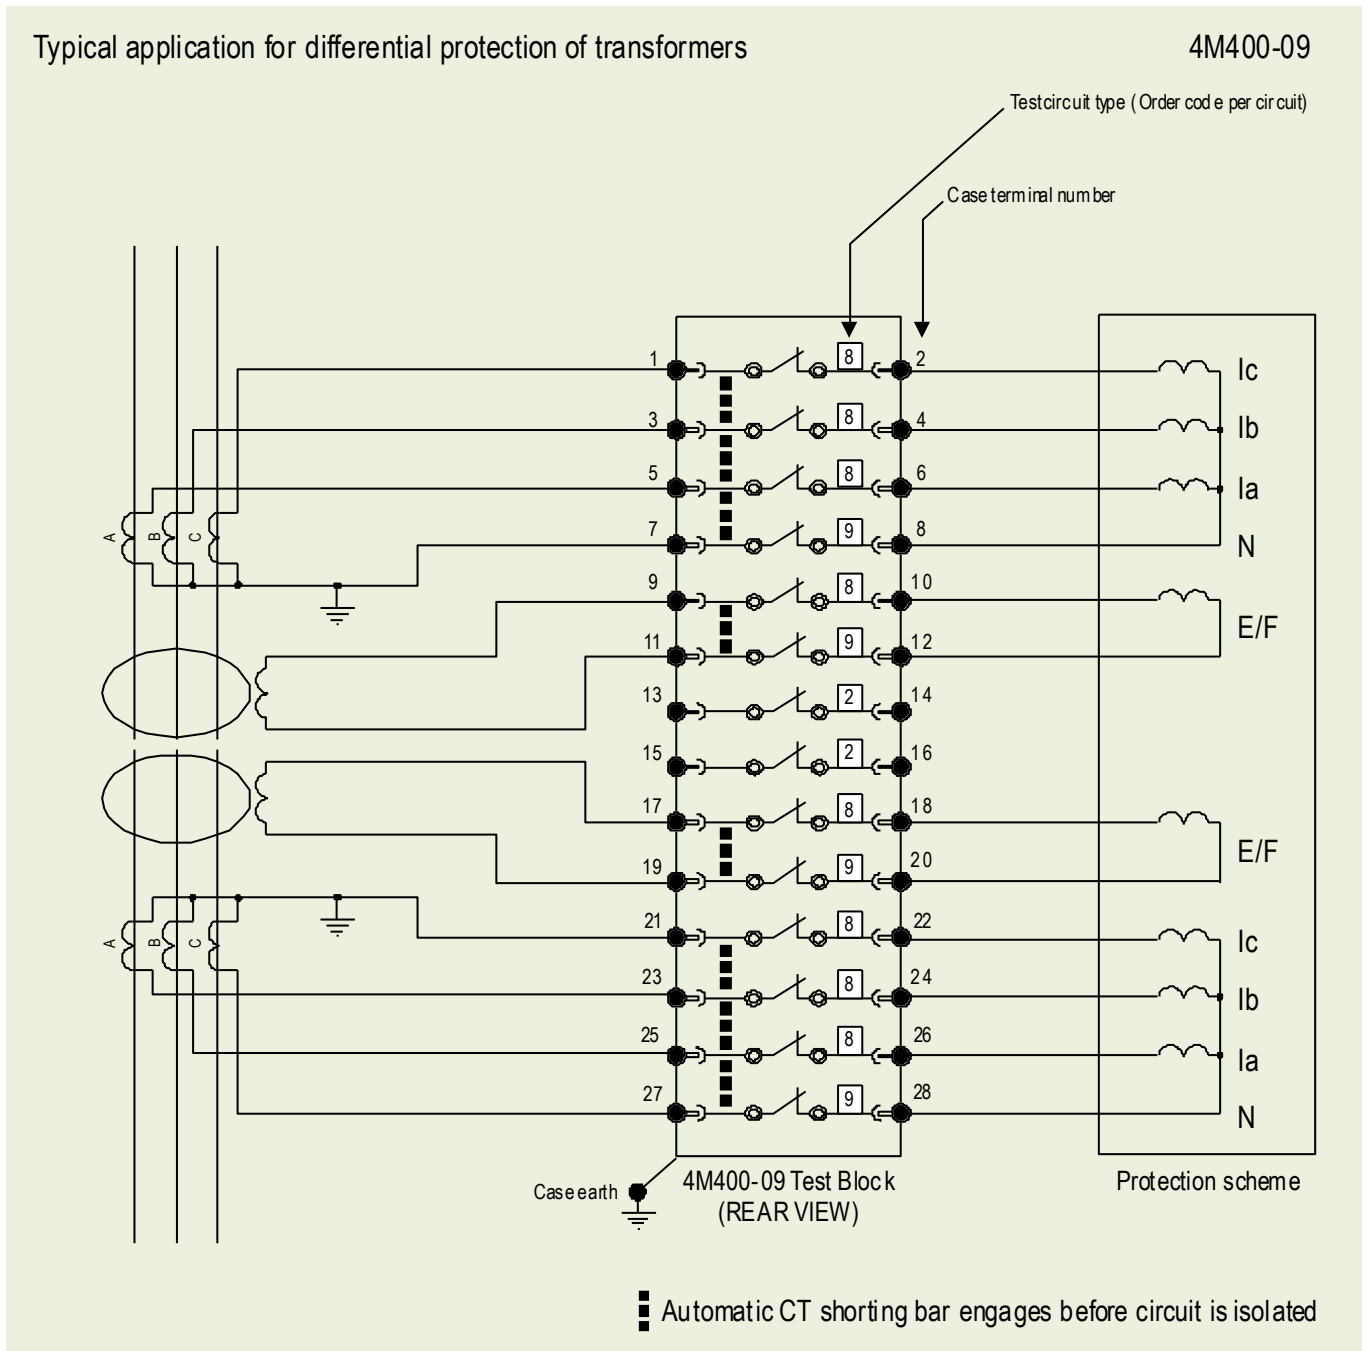 Typical application for differential protection of transformers 4M400-09
Test circuit type (Order code per circuit)
Case terminal number
1 8 2 Ic
3 8 4 Ib
5 8 6 Ia
A B C
7 9 8 N
9 8 10
E/F
11 9 12
13 2 14
15 2 16
17 8 18
E/F
19 9 20
21 8 22 Ic
A B C
23 8 24 Ib
25 8 26 Ia
27 9 28 N
Case earth
4M400-09 Test Block
(REAR VIEW)
Protection scheme
Automatic CT shorting bar engages before circuit is isolated